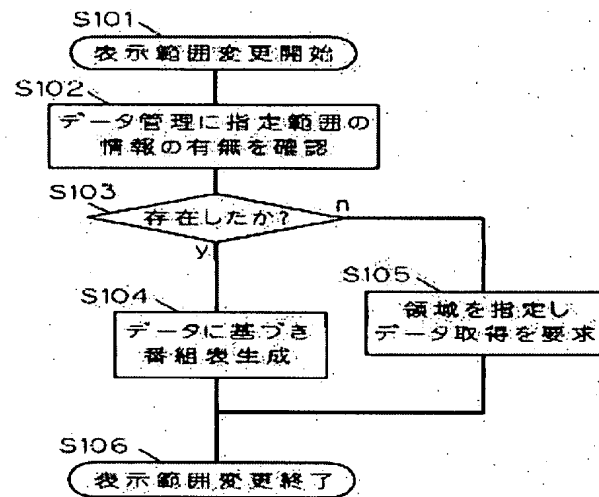 S101
表示範囲変更開始
S102
データ管理に指定範囲の
情報の有無を確認
S103
存在したか?
n
y
S104
データに基づき
番組表生成
S105
領域を指定し
データ取得を要求
S106
表示範囲変更終了